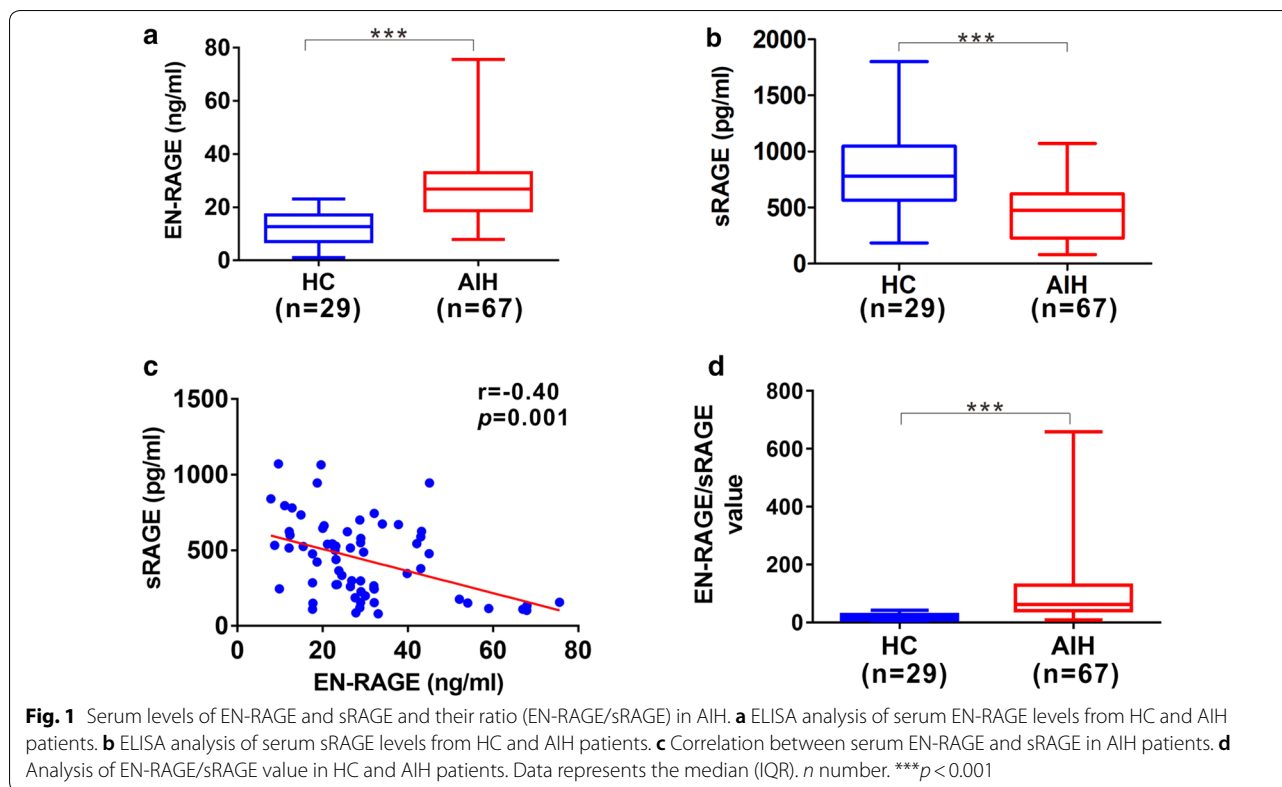 a
***
EN-RAGE (ng/ml)
80
60
40
20
0
HC
AIH
(n=29)
(n=67)
b
***
sRAGE (pg/ml)
2000
1500
1000
500
0
HC
AIH
(n=29)
(n=67)
c
r=-0.40
p=0.001
sRAGE (pg/ml)
1500
1000
500
0
0 20 40 60 80
EN-RAGE (ng/ml)
d
***
EN-RAGE/sRAGE
value
800
600
400
200
0
HC
AIH
(n=29)
(n=67)
Fig. 1 Serum levels of EN-RAGE and sRAGE and their ratio (EN-RAGE/sRAGE) in AIH. a ELISA analysis of serum EN-RAGE levels from HC and AIH
patients. b ELISA analysis of serum sRAGE levels from HC and AIH patients. c Correlation between serum EN-RAGE and sRAGE in AIH patients. d
Analysis of EN-RAGE/sRAGE value in HC and AIH patients. Data represents the median (IQR). n number. ***p < 0.001